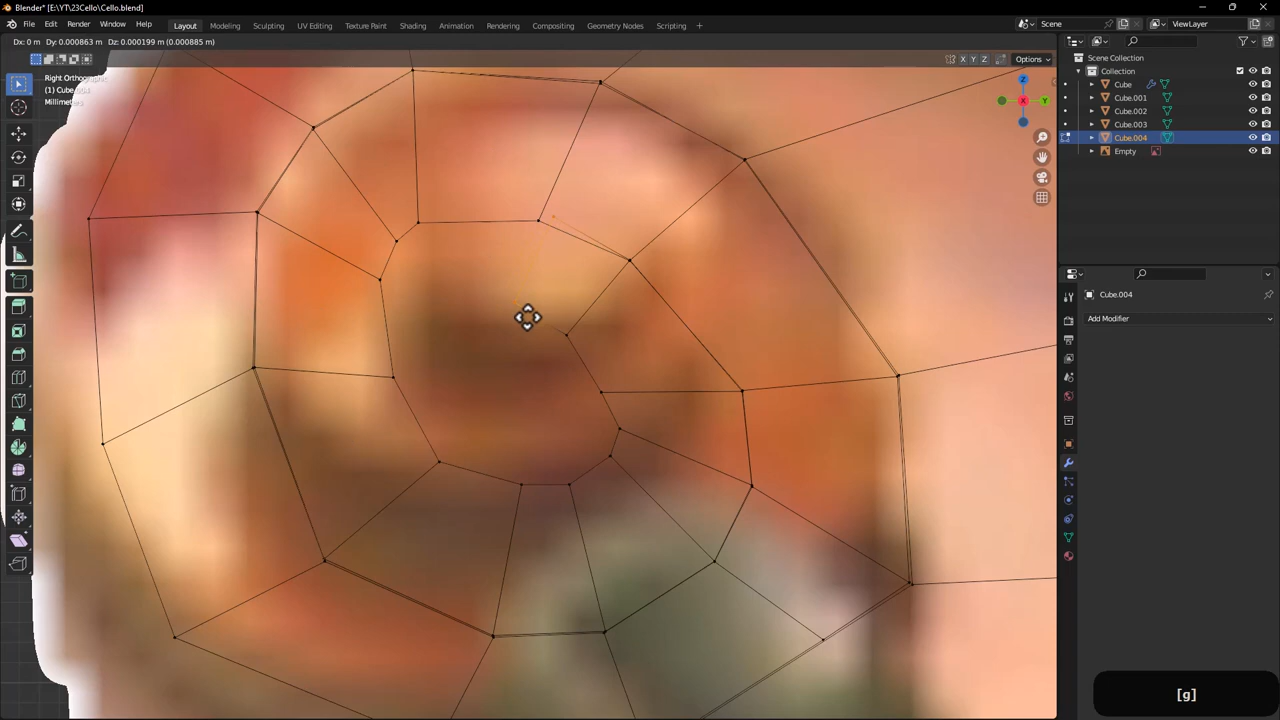 Blender* [E:\YT\23Cello\Cello.blend]
File Edit Render Window Help Layout Modeling Sculpting UV Editing Texture Paint Shading Animation Rendering Compositing Geometry Nodes Scripting + Scene ViewLayer
Dx: 0 m Dy: 0.000863 m Dz: 0.000199 m (0.000885 m)
X Y Z Options
Right Orthographic
(1) Cube.004
Millimeters
Z
X Y
Scene Collection
Collection
Cube
Cube.001
Cube.002
Cube.003
Cube.004
Empty
Cube.004
Add Modifier
[g]